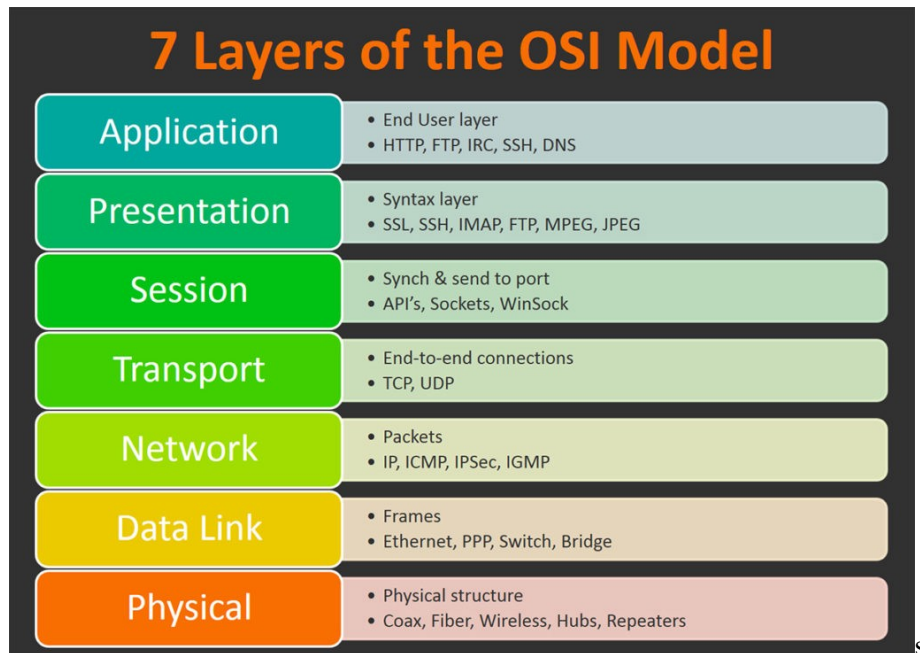 7 Layers of the OSI Model
Application
• End User layer
• HTTP, FTP, IRC, SSH, DNS
Presentation
• Syntax layer
• SSL, SSH, IMAP, FTP, MPEG, JPEG
Session
• Synch & send to port
• API's, Sockets, WinSock
Transport
• End-to-end connections
• TCP, UDP
Network
• Packets
• IP, ICMP, IPSec, IGMP
Data Link
• Frames
• Ethernet, PPP, Switch, Bridge
Physical
• Physical structure
• Coax, Fiber, Wireless, Hubs, Repeaters